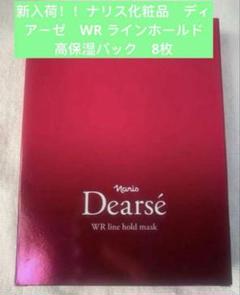 新入荷！！ナリス化粧品　ディ
アーゼ　WR ラインホールド
高保湿パック　8枚
Naris
Dearsé
WR line hold mask